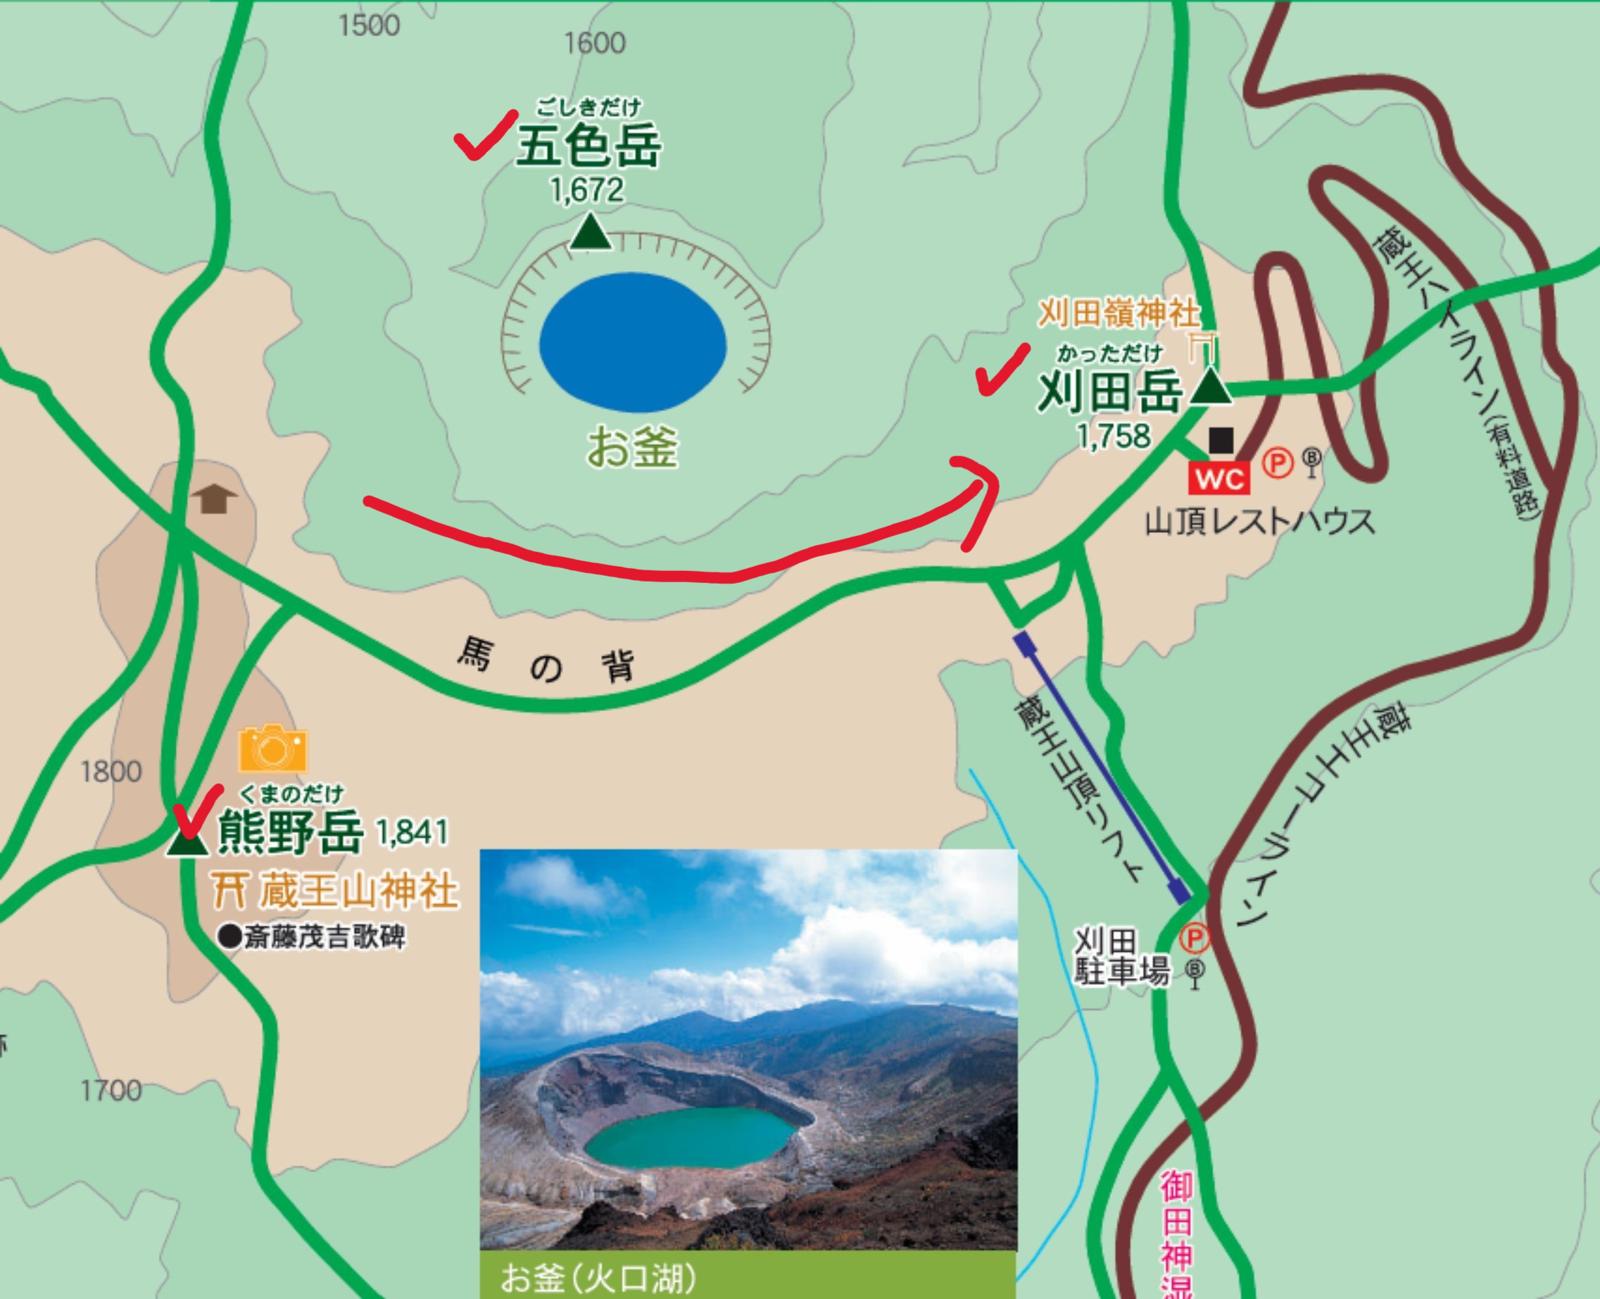 1500
1600
ごしきだけ
五色岳
1,672
お釜
刈田嶺神社
かっただけ
刈田岳
1,758
WC
P
B
山頂レストハウス
蔵王ハイライン(有料道路)
馬の背
蔵王山頂リフト
蔵王エコーライン
1800
くまのだけ
熊野岳 1,841
蔵王山神社
●斎藤茂吉歌碑
刈田
駐車場
P
B
1700
御田神湿
お釜(火口湖)